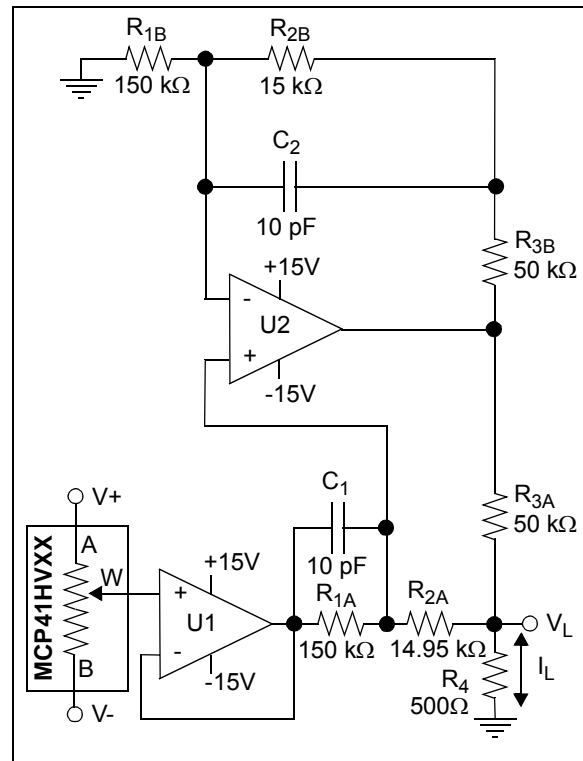 R1B
150 kΩ
R2B
15 kΩ
C2
10 pF
R3B
50 kΩ
+15V
-
U2
+
-15V
R3A
50 kΩ
C1
10 pF
V+
MCP41HVXX
A
W
B
V-
+15V
+
U1
-
-15V
R1A
150 kΩ
R2A
14.95 kΩ
VL
R4
500Ω
IL